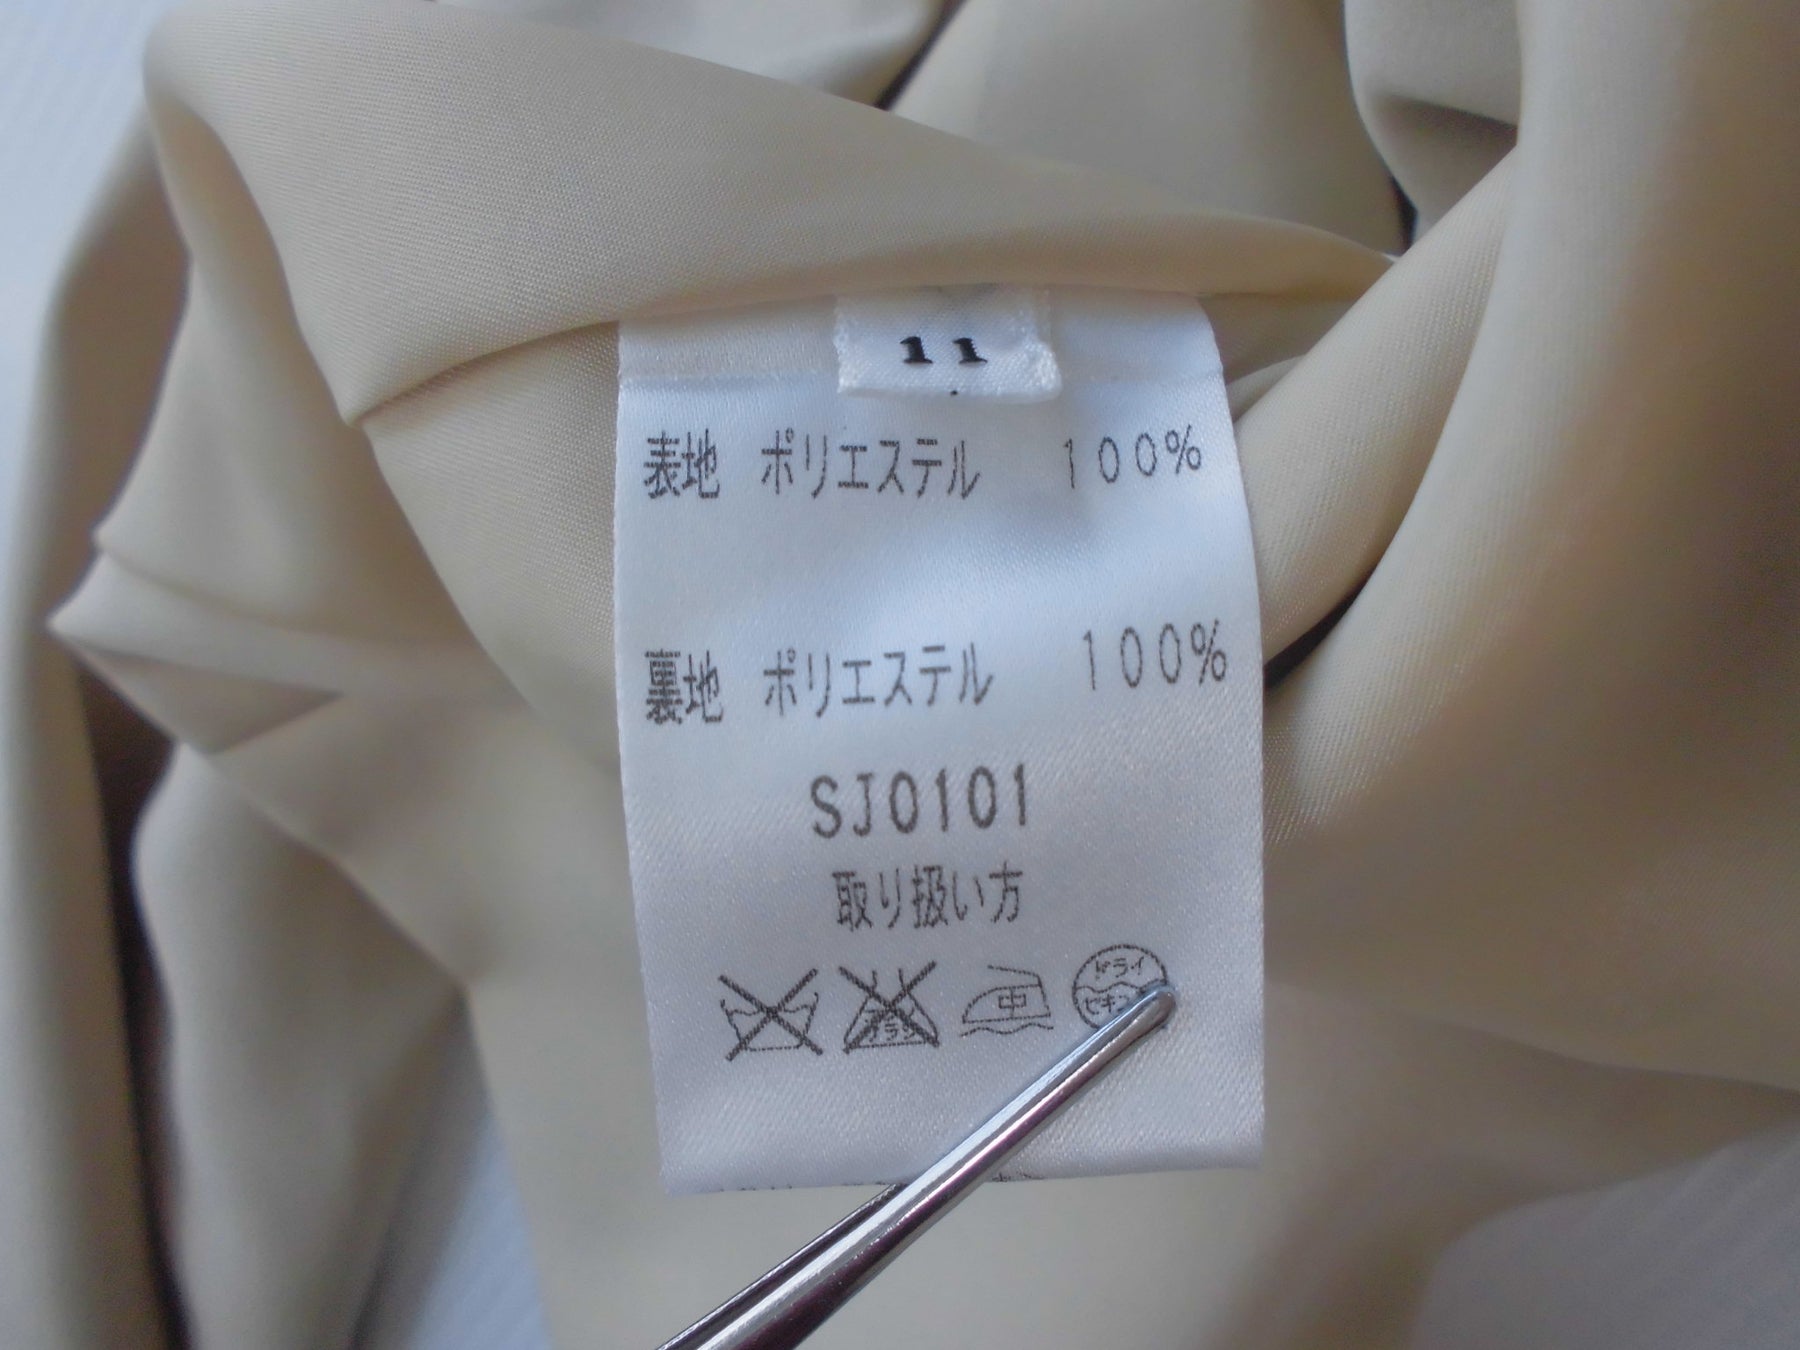 11
表地 ポリエステル 100%
裏地 ポリエステル 100%
SJ0101
取り扱い方
中 ドライ